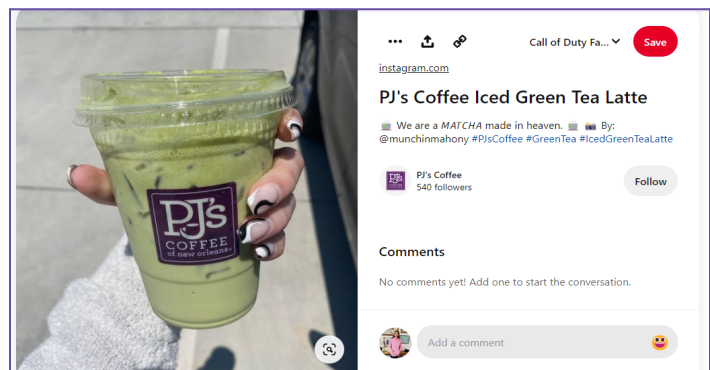 PJ's
COFFEE
of new orleans®
Call of Duty Fa...
Save
instagram.com
PJ's Coffee Iced Green Tea Latte
🍵 We are a MATCHA made in heaven. 🍵 📸 By:
@munchinmahony #PJsCoffee #GreenTea #IcedGreenTeaLatte
PJ's
PJ's Coffee
540 followers
Follow
Comments
No comments yet! Add one to start the conversation.
Add a comment